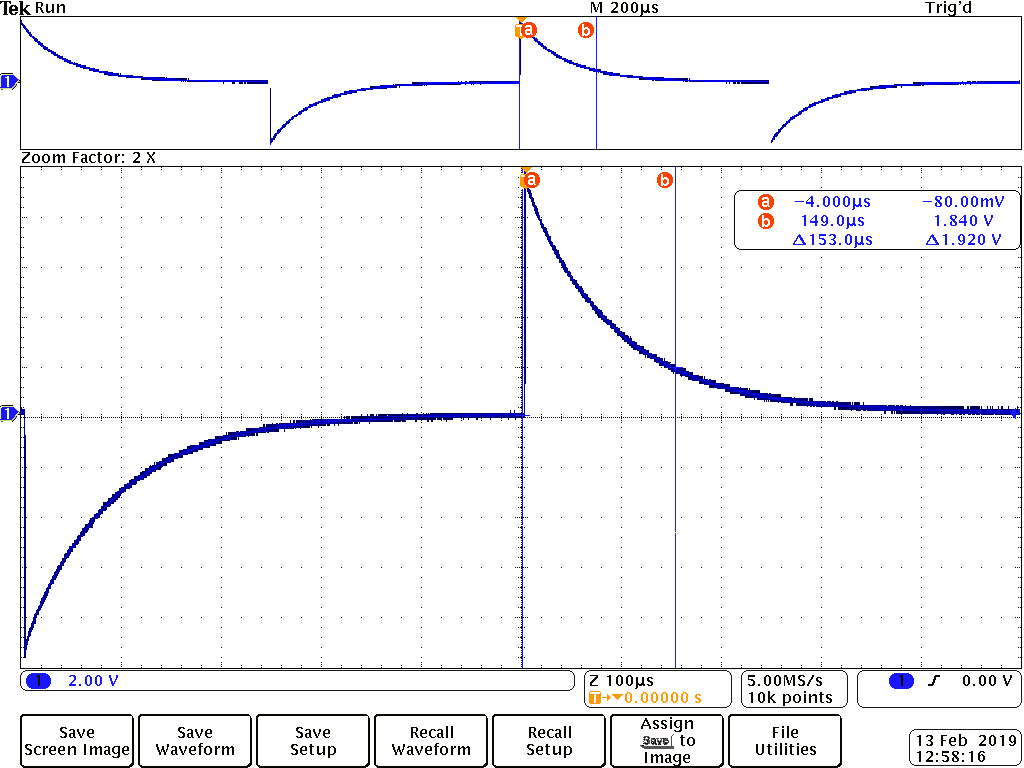 Tek Run M 200µs Trig'd
a b
1
Zoom Factor: 2 X
a b
a −4.000µs −80.00mV
b 149.0µs 1.840 V
Δ153.0µs Δ1.920 V
1
1 2.00 V Z 100µs 5.00MS/s 1 0.00 V
T 0.00000 s 10k points
Save Screen Image
Save Waveform
Save Setup
Recall Waveform
Recall Setup
Assign Save to Image
File Utilities
13 Feb 2019
12:58:16